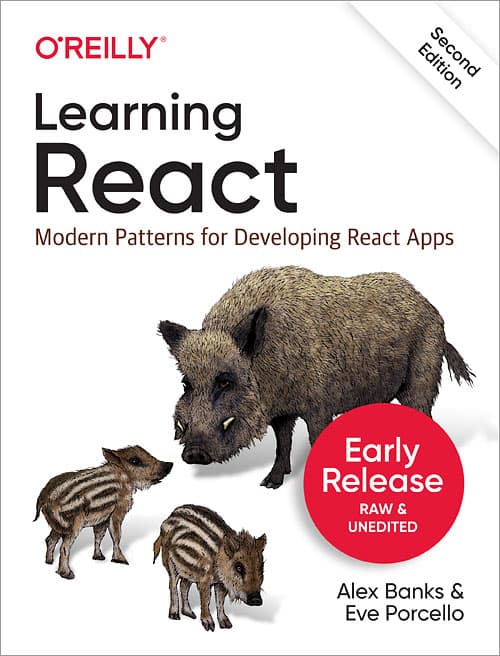 O'REILLY®
Second
Edition
Learning
React
Modern Patterns for Developing React Apps
Early
Release
RAW &
UNEDITED
Alex Banks &
Eve Porcello